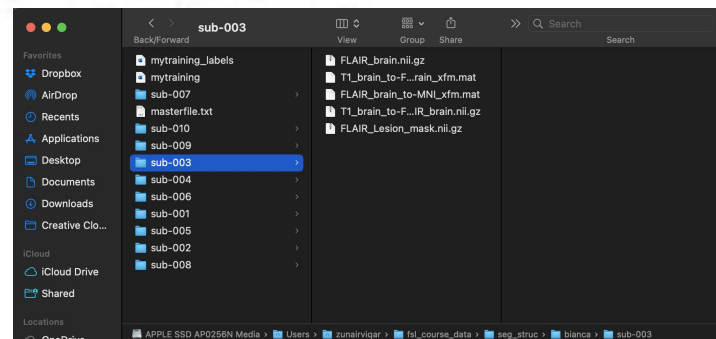 sub-003
Back/Forward
View
Group
Share
Search
Search
Favorites
Dropbox
AirDrop
Recents
Applications
Desktop
Documents
Downloads
Creative Clo...
iCloud
iCloud Drive
Shared
Locations
OneDrive
mytraining_labels
mytraining
sub-007
masterfile.txt
sub-010
sub-009
sub-003
sub-004
sub-006
sub-001
sub-005
sub-002
sub-008
FLAIR_brain.nii.gz
T1_brain_to-F...rain_xfm.mat
FLAIR_brain_to-MNI_xfm.mat
T1_brain_to-F...IR_brain.nii.gz
FLAIR_Lesion_mask.nii.gz
APPLE SSD AP0256N Media › Users › zunairviqar › fsl_course_data › seg_struc › bianca › sub-003